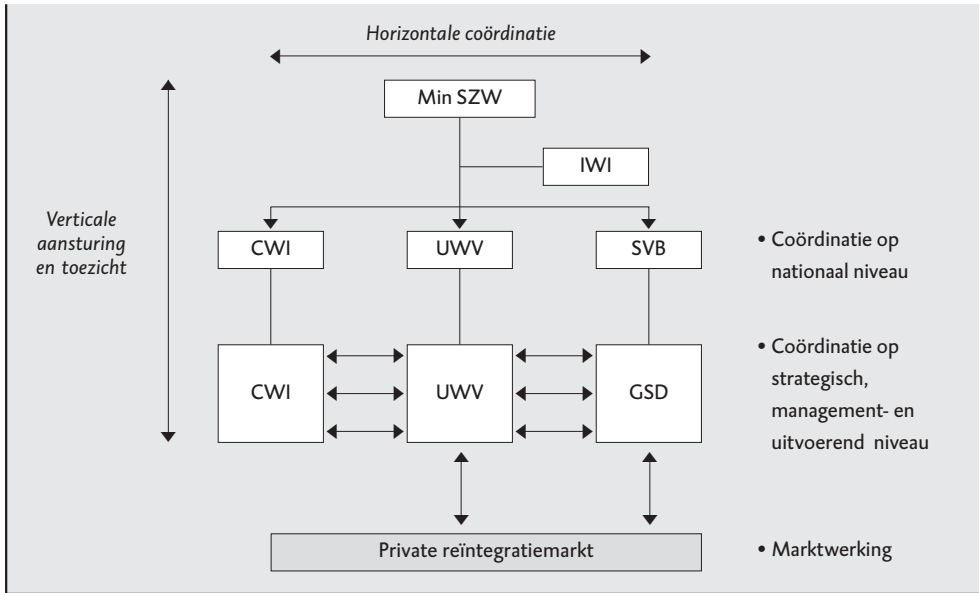 Horizontale coördinatie
Min SZW
IWI
Verticale
aansturing
en toezicht
CWI
UWV
SVB
• Coördinatie op
nationaal niveau
CWI
UWV
GSD
• Coördinatie op
strategisch,
management- en
uitvoerend niveau
Private reïntegratiemarkt
• Marktwerking